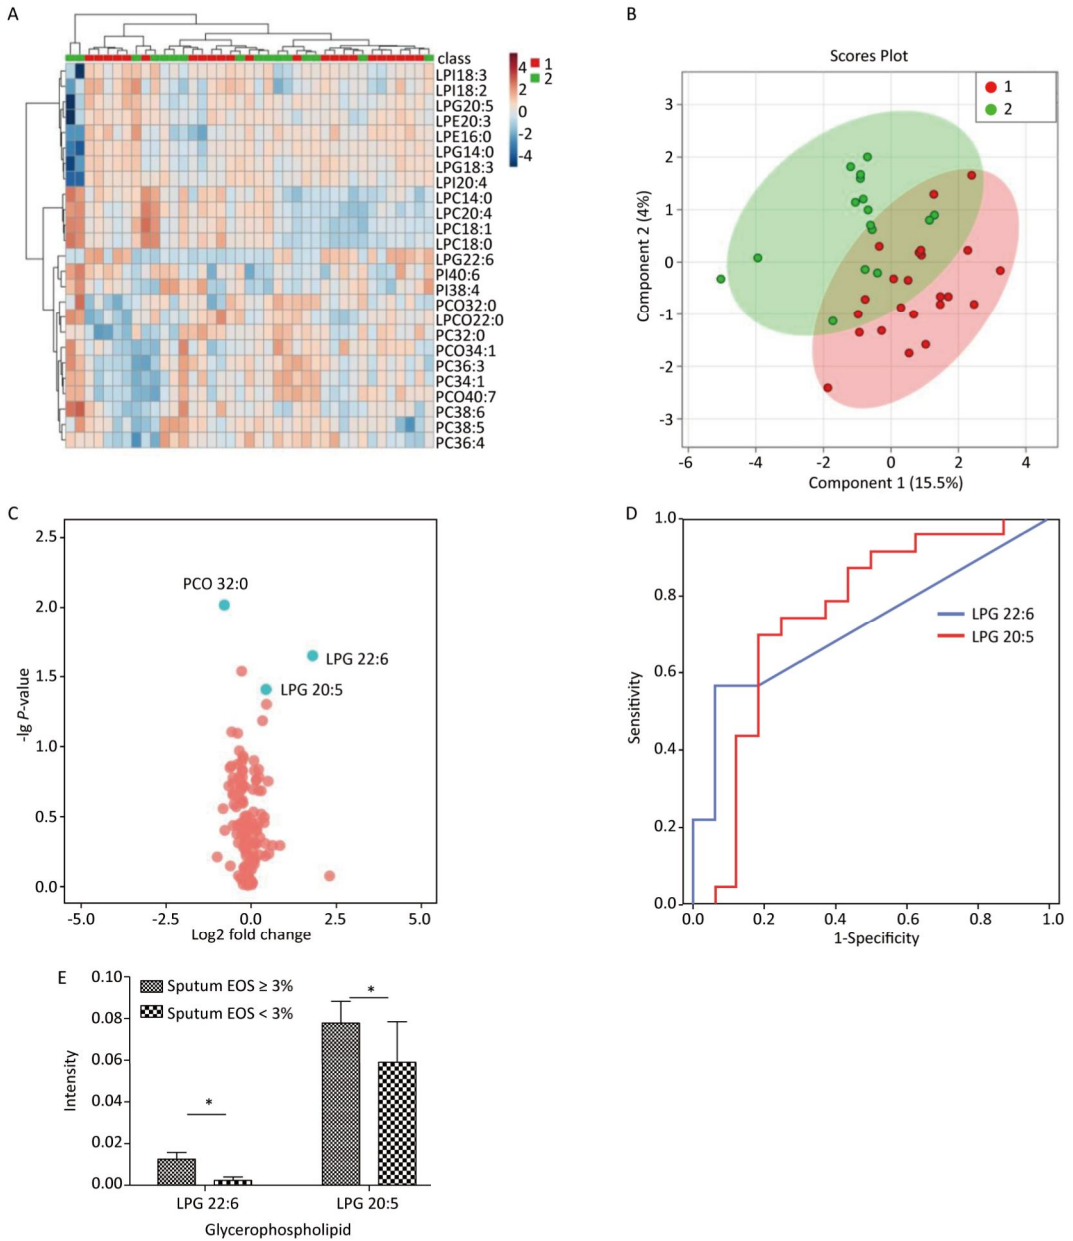 A
class
LPI18:3
LPI18:2
LPG20:5
LPE20:3
LPE16:0
LPG14:0
LPG18:3
LPI20:4
LPC14:0
LPC20:4
LPC18:1
LPC18:0
LPG22:6
PI40:6
PI38:4
PCO32:0
LPCO22:0
PC32:0
PCO34:1
PC36:3
PC34:1
PCO40:7
PC38:6
PC38:5
PC36:4
4
2
0
-2
-4
1
2
B
Scores Plot
1
2
Component 2 (4%)
3
2
1
0
-1
-2
-3
-6
-4
-2
0
2
4
Component 1 (15.5%)
C
-lg P-value
2.5
2.0
1.5
1.0
0.5
0.0
PCO 32:0
LPG 22:6
LPG 20:5
-5.0
-2.5
0.0
2.5
5.0
Log2 fold change
D
Sensitivity
1.0
0.8
0.6
0.4
0.2
0.0
LPG 22:6
LPG 20:5
0.0
0.2
0.4
0.6
0.8
1.0
1-Specificity
E
Intensity
0.10
0.08
0.06
0.04
0.02
0.00
Sputum EOS ≥ 3%
Sputum EOS < 3%
*
*
LPG 22:6
LPG 20:5
Glycerophospholipid